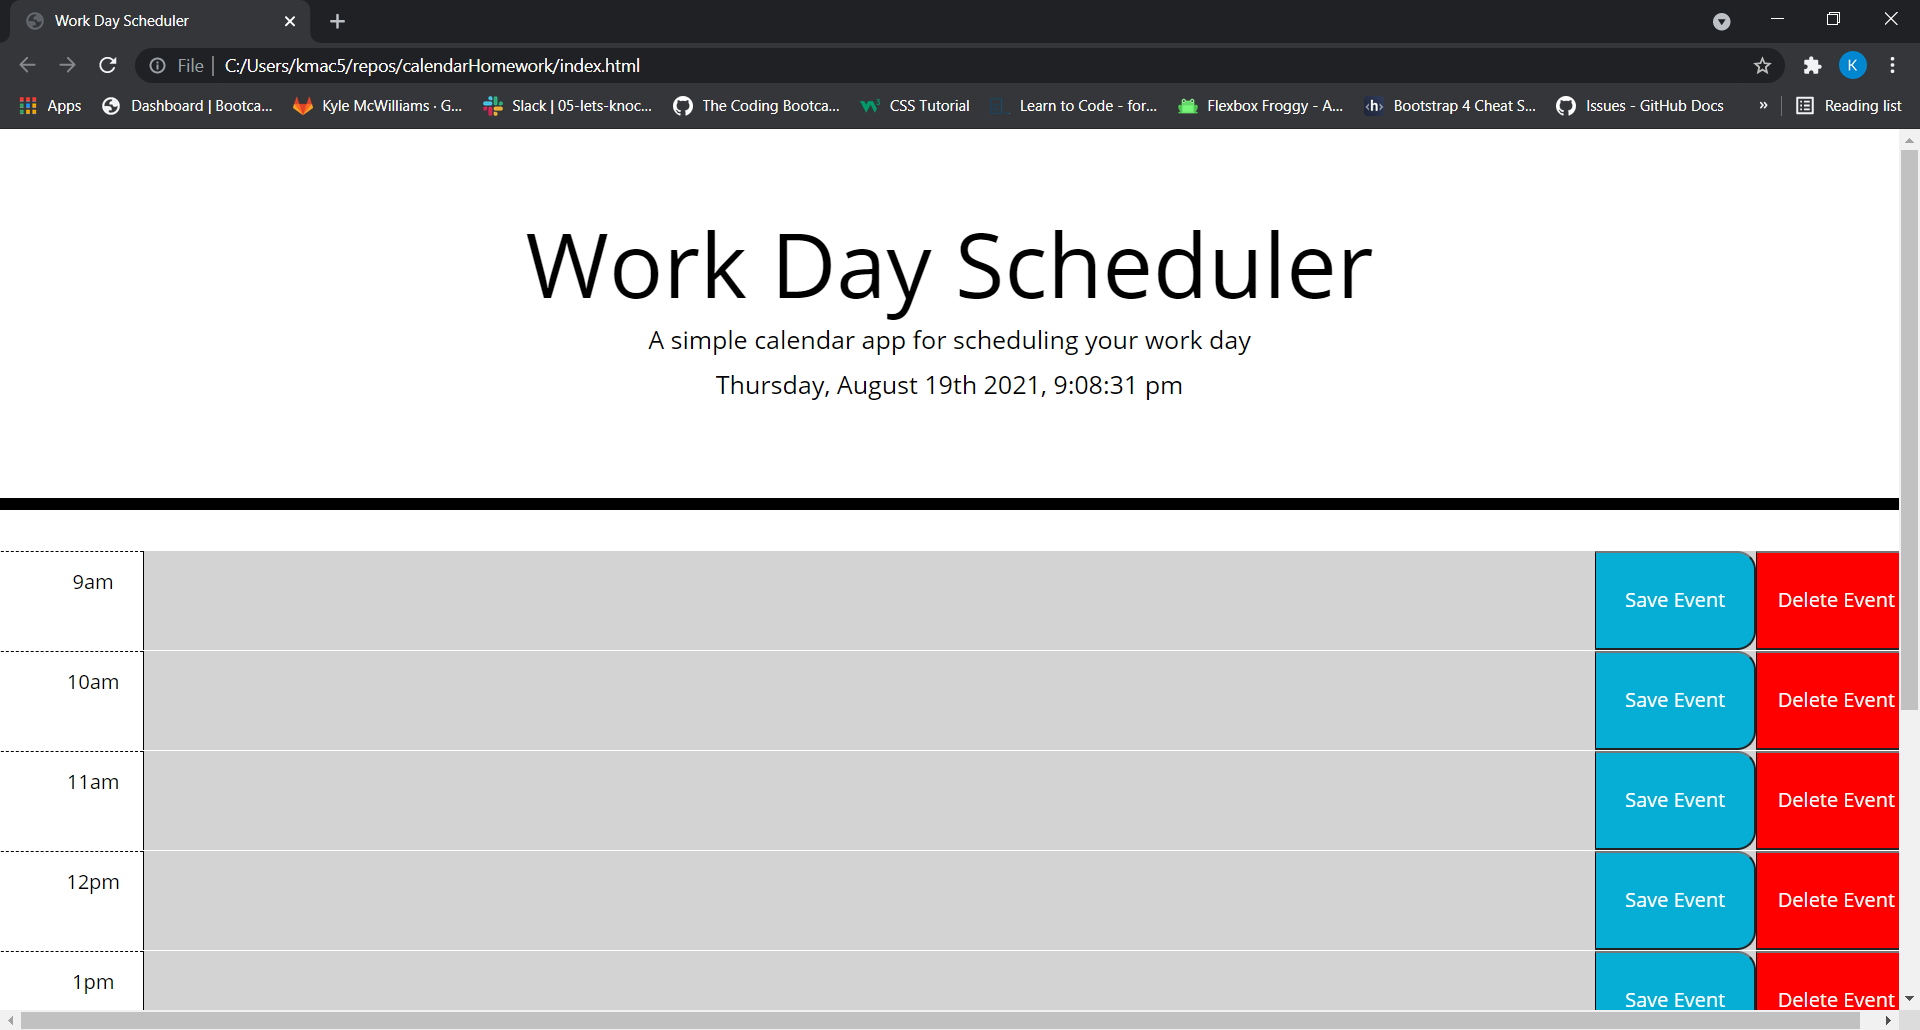 Work Day Scheduler
File | C:/Users/kmac5/repos/calendarHomework/index.html
K
Apps Dashboard | Bootca... Kyle McWilliams · G... Slack | 05-lets-knoc... The Coding Bootca... CSS Tutorial Learn to Code - for... Flexbox Froggy - A... <h> Bootstrap 4 Cheat S... Issues - GitHub Docs » Reading list
Work Day Scheduler
A simple calendar app for scheduling your work day
Thursday, August 19th 2021, 9:08:31 pm
9am Save Event Delete Event
10am Save Event Delete Event
11am Save Event Delete Event
12pm Save Event Delete Event
1pm Save Event Delete Event